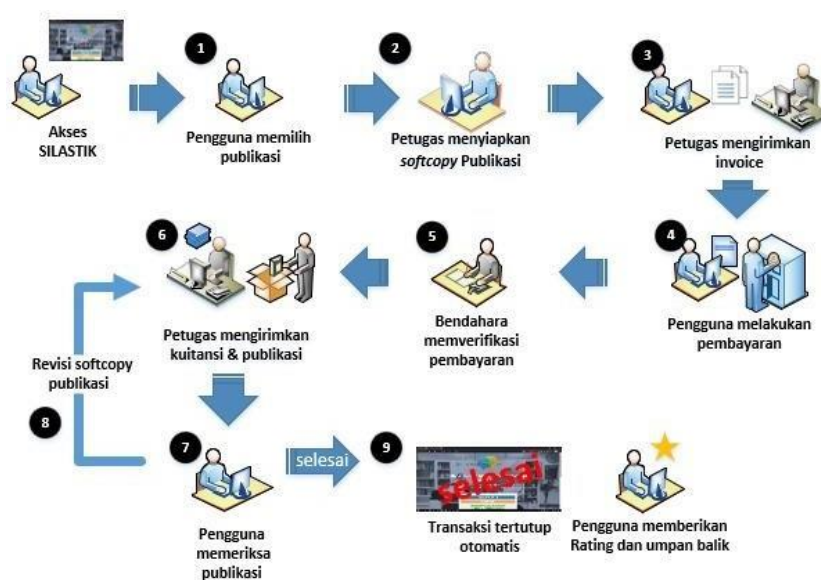 1
2
3
Akses
SILASTIK
Pengguna memilih
publikasi
Petugas menyiapkan
softcopy Publikasi
Petugas mengirimkan
invoice
6
5
4
Petugas mengirimkan
kuitansi & publikasi
Bendahara
memverifikasi
pembayaran
Pengguna melakukan
pembayaran
Revisi softcopy
publikasi
8
7
selesai
9
selesai
Pengguna
memeriksa
publikasi
Transaksi tertutup
otomatis
Pengguna memberikan
Rating dan umpan balik